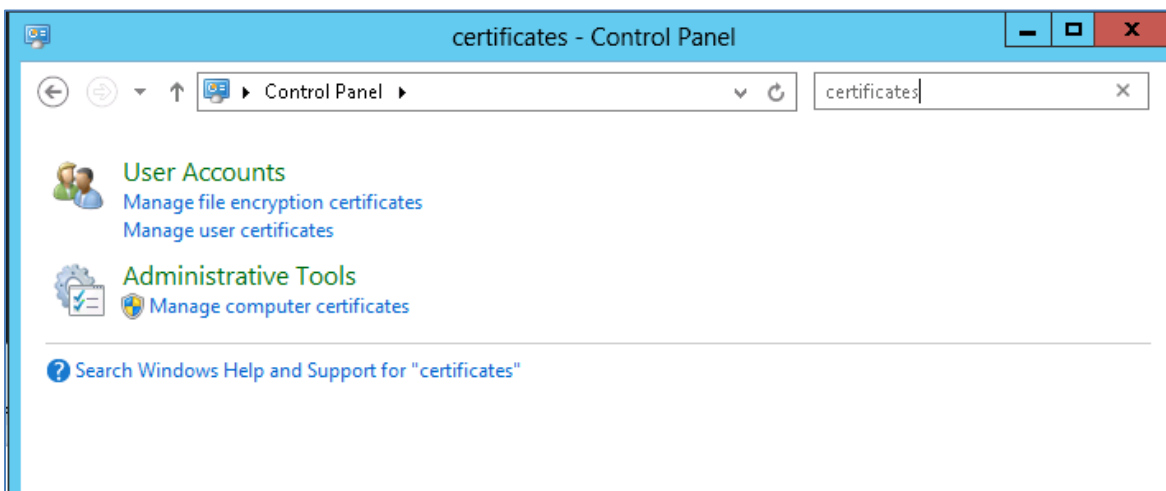 certificates - Control Panel
Control Panel
certificates
User Accounts
Manage file encryption certificates
Manage user certificates
Administrative Tools
Manage computer certificates
Search Windows Help and Support for "certificates"